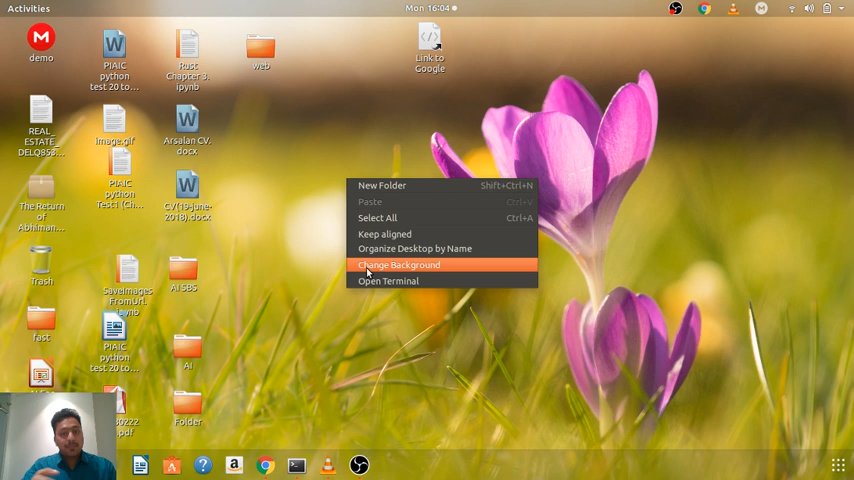 Activities
Mon 16:04
demo
PIAIC
python
test 20 to...
Rust
Chapter 3.
ipynb
web
Link to
Google
REAL_
ESTATE_
DELQ853...
Image.gif
PIAIC
python
Test1 (Ch...
Arsalan CV.
docx
The Return
of
Abhiman...
CV(19-june-
2018).docx
New Folder Shift+Ctrl+N
Paste Ctrl+V
Select All Ctrl+A
Keep aligned
Organize Desktop by Name
Change Background
Open Terminal
Trash
SaveImages
FromUrl.
ipynb
AI SBS
fast
PIAIC
python
test 20 to...
AI
Folder